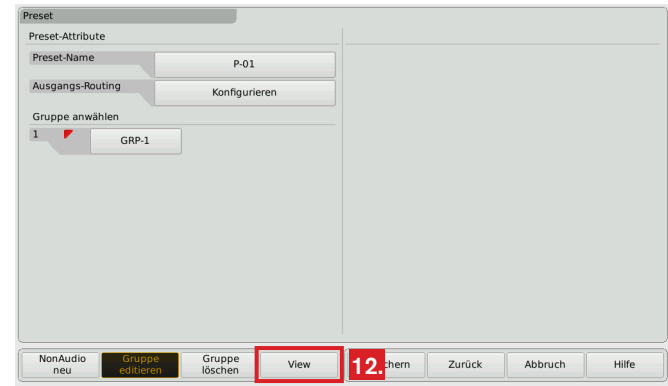 Preset
Preset-Attribute
Preset-Name
P-01
Ausgangs-Routing
Konfigurieren
Gruppe anwählen
1
GRP-1
NonAudio
neu
Gruppe
editieren
Gruppe
löschen
View
12.
chern
Zurück
Abbruch
Hilfe